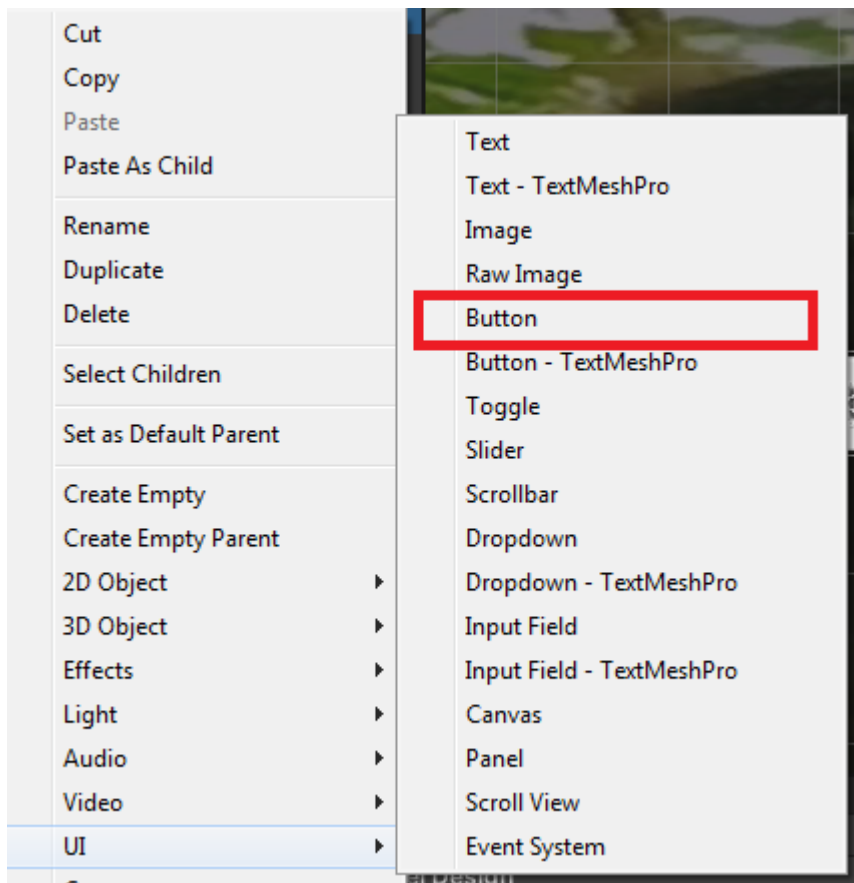 Cut
Copy
Paste
Paste As Child
Rename
Duplicate
Delete
Select Children
Set as Default Parent
Create Empty
Create Empty Parent
2D Object
3D Object
Effects
Light
Audio
Video
UI
Text
Text - TextMeshPro
Image
Raw Image
Button
Button - TextMeshPro
Toggle
Slider
Scrollbar
Dropdown
Dropdown - TextMeshPro
Input Field
Input Field - TextMeshPro
Canvas
Panel
Scroll View
Event System
Design